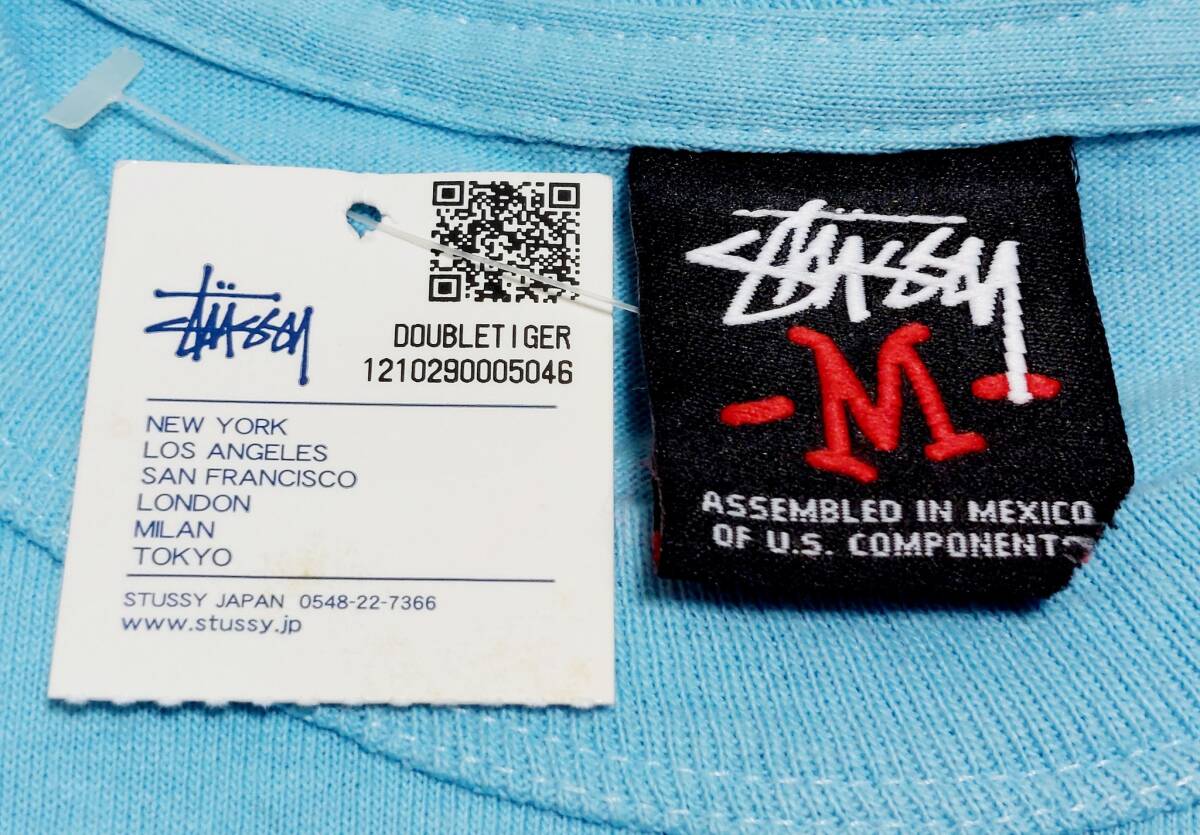 STÜSSY
DOUBLETIGER
1210290005046
NEW YORK
LOS ANGELES
SAN FRANCISCO
LONDON
MILAN
TOKYO
STUSSY JAPAN 0548-22-7366
www.stussy.jp
STÜSSY
-M-
ASSEMBLED IN MEXICO
OF U.S. COMPONENTS